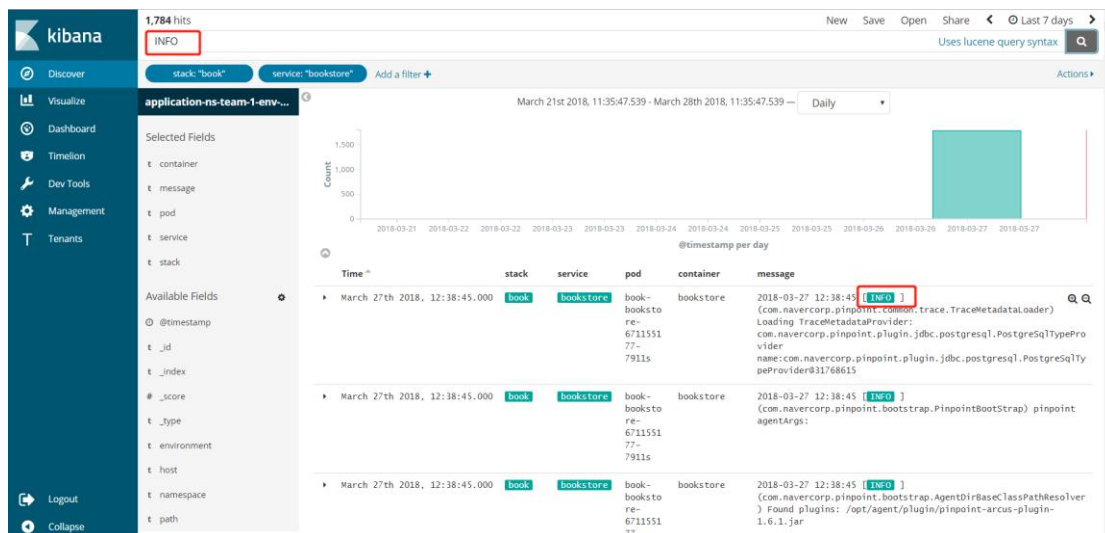 1,784 hits
New Save Open Share Last 7 days
kibana
INFO
Uses lucene query syntax
Discover
Visualize
Dashboard
Timelion
Dev Tools
Management
Tenants
Logout
Collapse
stack: "book" service: "bookstore" Add a filter +
Actions
application-ns-team-1-env-...
Selected Fields
t container
t message
t pod
t service
t stack
Available Fields
@timestamp
t _id
t _index
# _score
t _type
t environment
t host
t namespace
t path
March 21st 2018, 11:35:47.539 - March 28th 2018, 11:35:47.539 — Daily
Count
1,500
1,000
500
0
2018-03-21 2018-03-22 2018-03-22 2018-03-23 2018-03-23 2018-03-24 2018-03-24 2018-03-25 2018-03-25 2018-03-26 2018-03-26 2018-03-27 2018-03-27
@timestamp per day
Time stack service pod container message
March 27th 2018, 12:38:45.000 book bookstore
book-
booksto
re-
6711551
77-
7911s
bookstore
2018-03-27 12:38:45 [INFO ]
(com.navercorp.pinpoint.common.trace.TraceMetadataLoader)
Loading TraceMetadataProvider:
com.navercorp.pinpoint.plugin.jdbc.postgresql.PostgreSqlTypePro
vider
name:com.navercorp.pinpoint.plugin.jdbc.postgresql.PostgreSqlTy
peProvider@31768615
March 27th 2018, 12:38:45.000 book bookstore
book-
booksto
re-
6711551
77-
7911s
bookstore
2018-03-27 12:38:45 [INFO ]
(com.navercorp.pinpoint.bootstrap.PinpointBootStrap) pinpoint
agentArgs:
March 27th 2018, 12:38:45.000 book bookstore
book-
booksto
re-
6711551
bookstore
2018-03-27 12:38:45 [INFO ]
(com.navercorp.pinpoint.bootstrap.AgentDirBaseClassPathResolver
) Found plugins: /opt/agent/plugin/pinpoint-arcus-plugin-
1.6.1.jar